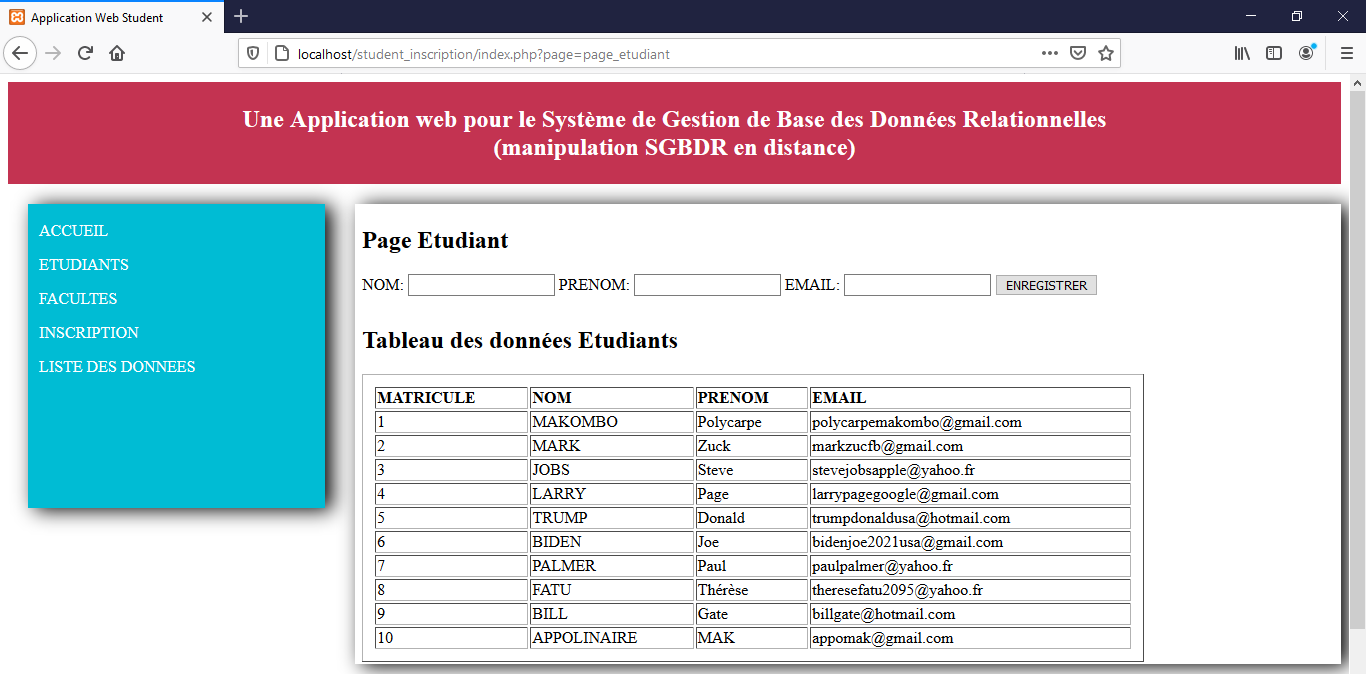 Application Web Student
localhost/student_inscription/index.php?page=page_etudiant
Une Application web pour le Système de Gestion de Base des Données Relationnelles
(manipulation SGBDR en distance)
ACCUEIL
ETUDIANTS
FACULTES
INSCRIPTION
LISTE DES DONNEES
Page Etudiant
NOM: PRENOM: EMAIL: ENREGISTRER
Tableau des données Etudiants
MATRICULE NOM PRENOM EMAIL
1 MAKOMBO Polycarpe polycarpemakombo@gmail.com
2 MARK Zuck markzucfb@gmail.com
3 JOBS Steve stevejobsapple@yahoo.fr
4 LARRY Page larrypagegoogle@gmail.com
5 TRUMP Donald trumpdonaldusa@hotmail.com
6 BIDEN Joe bidenjoe2021usa@gmail.com
7 PALMER Paul paulpalmer@yahoo.fr
8 FATU Thérèse theresefatu2095@yahoo.fr
9 BILL Gate billgate@hotmail.com
10 APPOLINAIRE MAK appomak@gmail.com